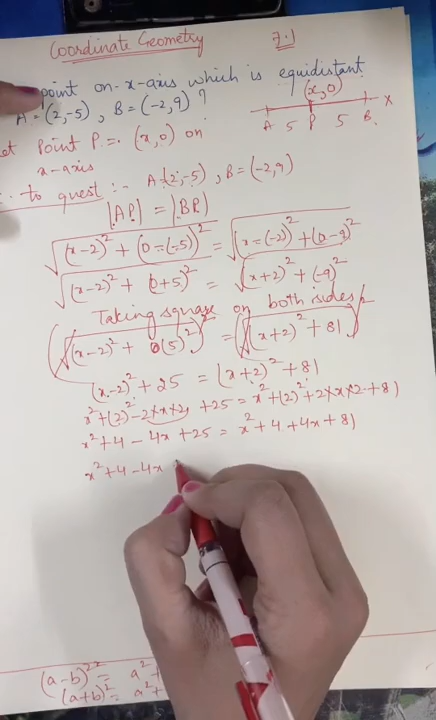 Coordinate Geometry 7.1
point on x-axis which is equidistant
A = (2,-5), B = (-2,9) ?
(x,0)
A 5 P 5 B. X
et Point P = (x,0) on
x-axis
to quest :- A=(2,-5), B=(-2,9)
|AP| = |BP|
√(x-2)² + (0-(-5))² = √(x-(-2))² + (0-9)²
√(x-2)² + (0+5)² = √(x+2)² + (-9)²
Taking square on both sides
(√(x-2)² + (5)²)² = (√(x+2)² + 81)²
(x-2)² + 25 = (x+2)² + 81
x²+(2)²-2×x×2 +25 = x²+(2)²+2×x×2+81
x²+4 - 4x +25 = x²+4 +4x+81
x²+4-4x
(a-b)² = a²+
(a+b)² = a²+